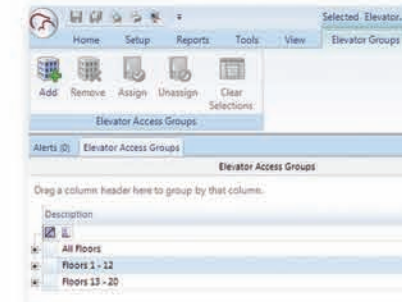 Selected Elevator.
Home Setup Reports Tools View Elevator Groups
Add Remove Assign Unassign Clear Selections
Elevator Access Groups
Alerts (0) Elevator Access Groups
Elevator Access Groups
Drag a column header here to group by that column.
Description
All Floors
Floors 1 - 12
Floors 13 - 20